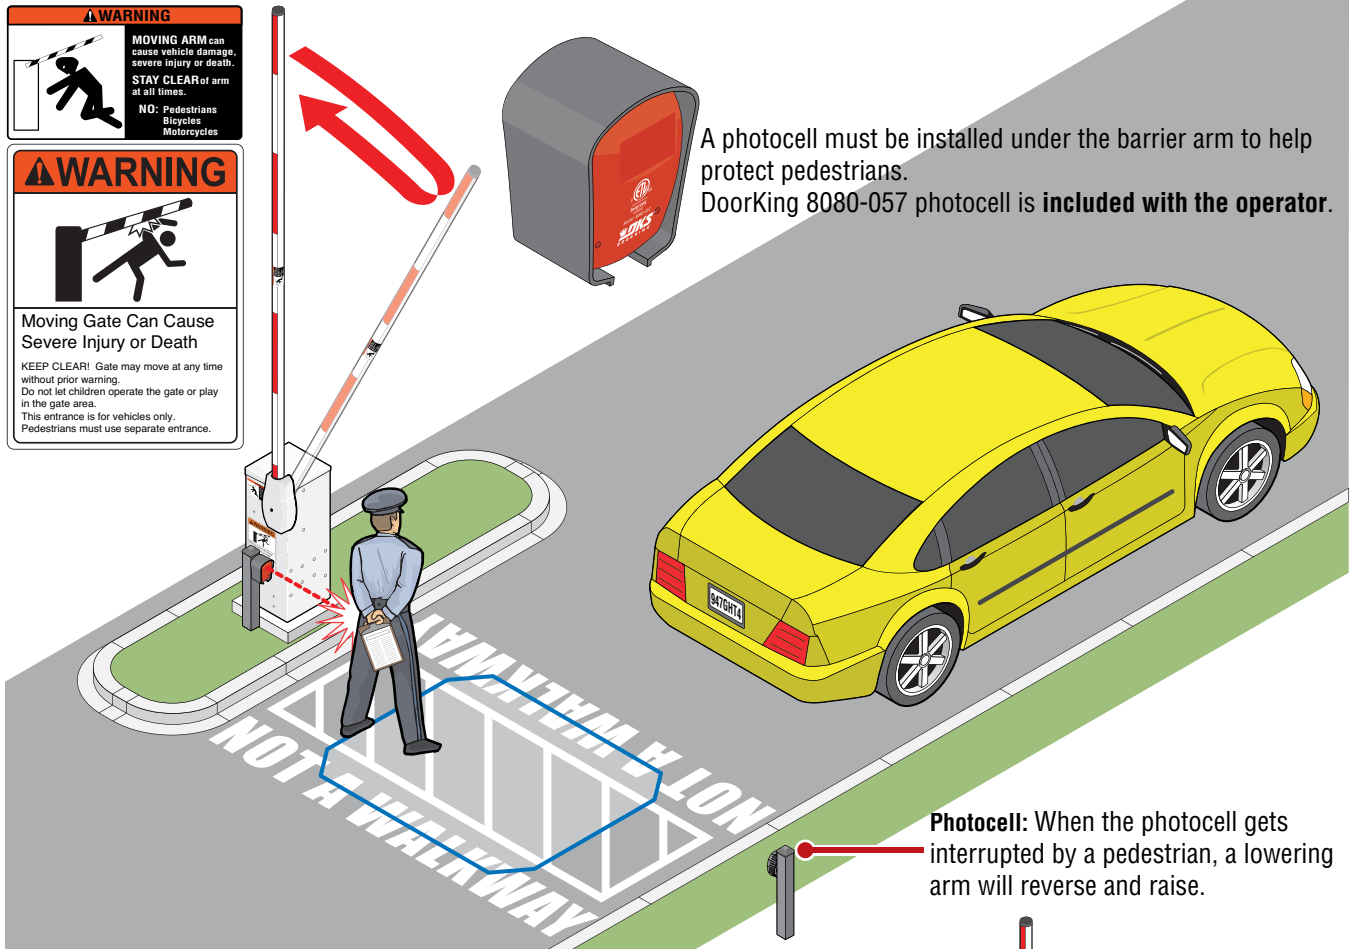 WARNING
MOVING ARM can
cause vehicle damage,
severe injury or death.
STAY CLEAR of arm
at all times.
NO: Pedestrians
Bicycles
Motorcycles
WARNING
Moving Gate Can Cause
Severe Injury or Death
KEEP CLEAR! Gate may move at any time
without prior warning.
Do not let children operate the gate or play
in the gate area.
This entrance is for vehicles only.
Pedestrians must use separate entrance.
A photocell must be installed under the barrier arm to help
protect pedestrians.
DoorKing 8080-057 photocell is included with the operator.
ETL
DKS
DOORKING
947GHT4
NOT A WALKWAY
NOT A WALKWAY
Photocell: When the photocell gets
interrupted by a pedestrian, a lowering
arm will reverse and raise.